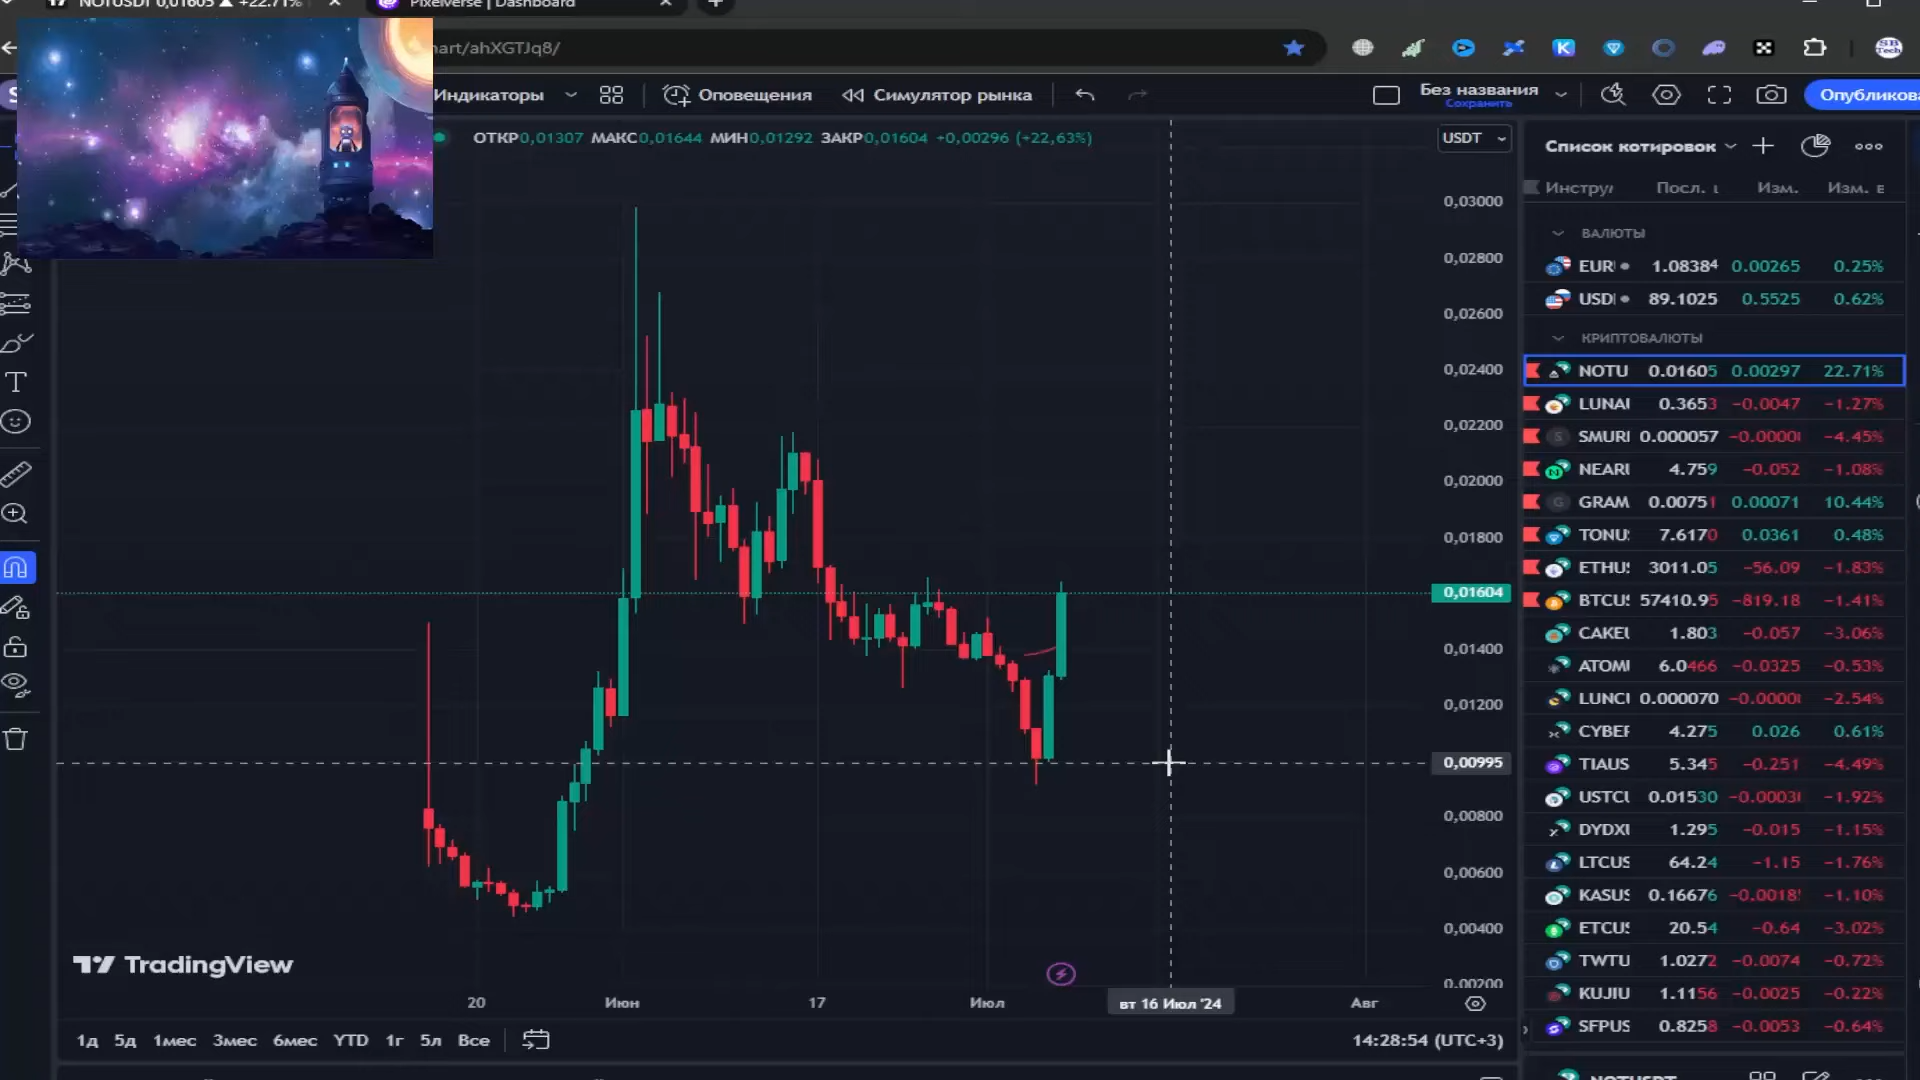 NOTUSDT 0,01605 ▲ +22.71%
Pixelverse | Dashboard
hart/ahXGTJq8/
Индикаторы
Оповещения
Симулятор рынка
Без названия
Сохранить
Опубликова
ОТКР0,01307 МАКС0,01644 МИН0,01292 ЗАКР0,01604 +0,00296 (+22,63%)
USDT
Список котировок
Инстру Посл. Изм. Изм.
ВАЛЮТЫ
EUR 1.08384 0.00265 0.25%
USD 89.1025 0.5525 0.62%
КРИПТОВАЛЮТЫ
NOTU 0.01605 0.00297 22.71%
LUNA 0.3653 −0.0047 −1.27%
SMUR 0.000057 −0.0000 −4.45%
NEAR 4.759 −0.052 −1.08%
GRAM 0.00751 0.00071 10.44%
TONU 7.6170 0.0361 0.48%
ETHU 3011.05 −56.09 −1.83%
BTCU 57410.95 −819.18 −1.41%
CAKE 1.803 −0.057 −3.06%
ATOM 6.0466 −0.0325 −0.53%
LUNC 0.000070 −0.0000 −2.54%
CYBE 4.275 0.026 0.61%
TIAUS 5.345 −0.251 −4.49%
USTC 0.01530 −0.0003 −1.92%
DYDX 1.295 −0.015 −1.15%
LTCUS 64.24 −1.15 −1.76%
KASUS 0.16676 −0.0018 −1.10%
ETCUS 20.54 −0.64 −3.02%
TWTU 1.0272 −0.0074 −0.72%
KUJIU 1.1156 −0.0025 −0.22%
SFPUS 0.8258 −0.0053 −0.64%
0,03000
0,02800
0,02600
0,02400
0,02200
0,02000
0,01800
0,01604
0,01400
0,01200
0,00995
0,00800
0,00600
0,00400
0,00200
TradingView
20 Июн 17 Июл вт 16 Июл '24 Авг
1д 5д 1мес 3мес 6мес YTD 1г 5л Все
14:28:54 (UTC+3)
NOTUSDT